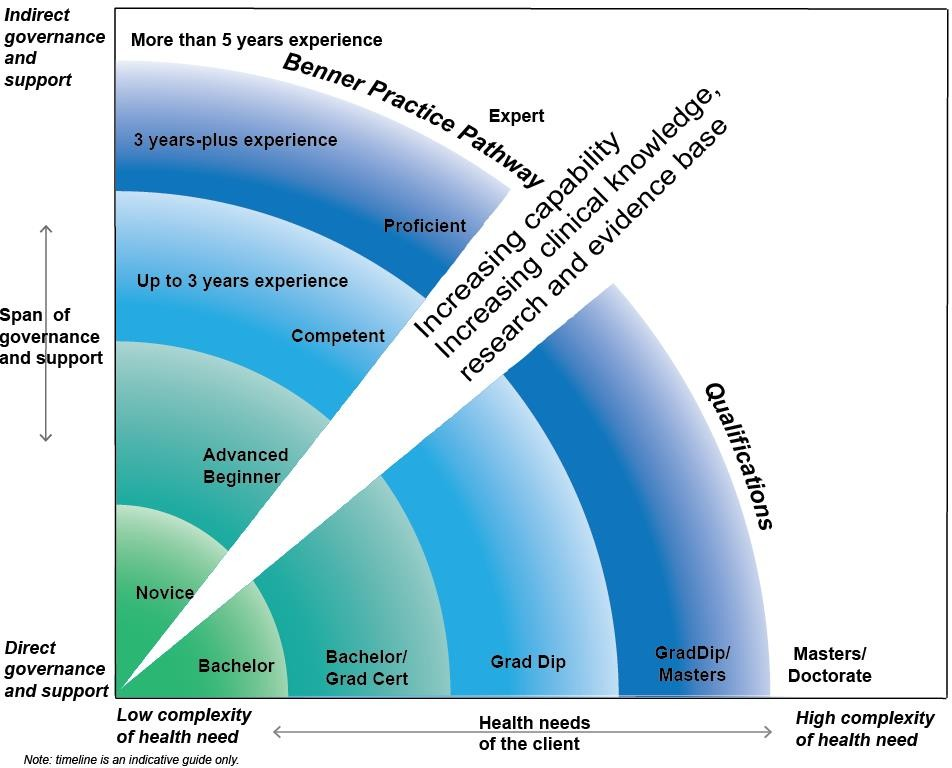 Indirect
governance
and
support
More than 5 years experience
Benner Practice Pathway
Expert
3 years-plus experience
Proficient
Increasing capability
Increasing clinical knowledge,
research and evidence base
Up to 3 years experience
Competent
Span of
governance
and support
Qualifications
Advanced
Beginner
Novice
Direct
governance
and support
Bachelor
Bachelor/
Grad Cert
Grad Dip
GradDip/
Masters
Masters/
Doctorate
Low complexity
of health need
Health needs
of the client
High complexity
of health need
Note: timeline is an indicative guide only.